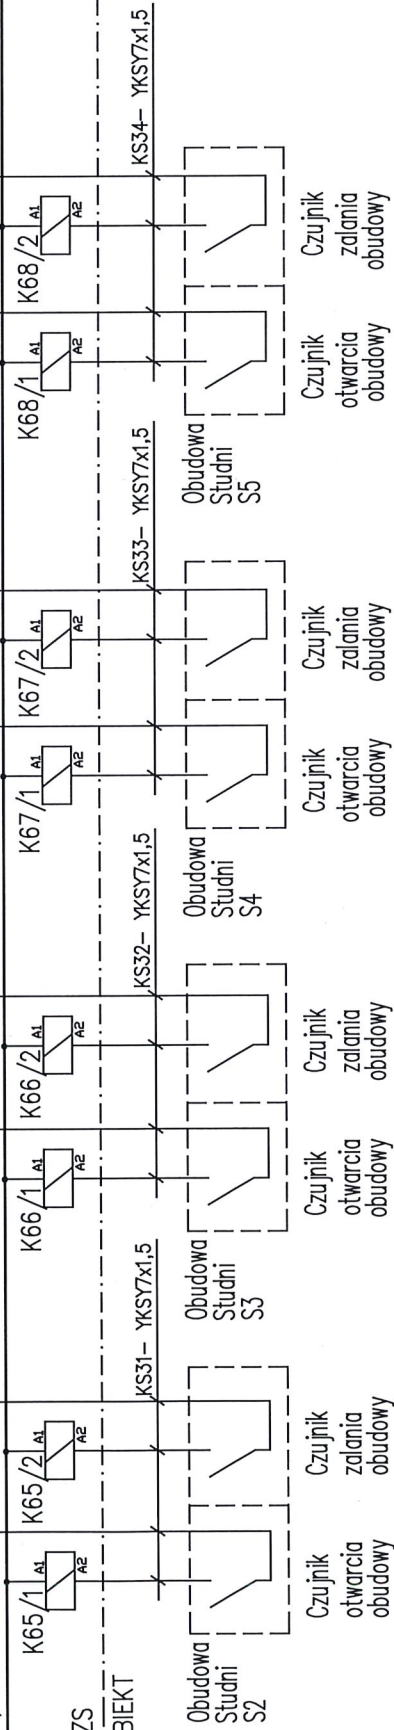 ZS
BIEKT
K65/1
A1
A2
K65/2
A1
A2
KS31- YKSY7x1,5
Obudowa
Studni
S2
Czujnik
otwarcia
obudowy
Czujnik
zalania
obudowy
K66/1
A1
A2
K66/2
A1
A2
KS32- YKSY7x1,5
Obudowa
Studni
S3
Czujnik
otwarcia
obudowy
Czujnik
zalania
obudowy
K67/1
A1
A2
K67/2
A1
A2
KS33- YKSY7x1,5
Obudowa
Studni
S4
Czujnik
otwarcia
obudowy
Czujnik
zalania
obudowy
K68/1
A1
A2
K68/2
A1
A2
KS34- YKSY7x1,5
Obudowa
Studni
S5
Czujnik
otwarcia
obudowy
Czujnik
zalania
obudowy